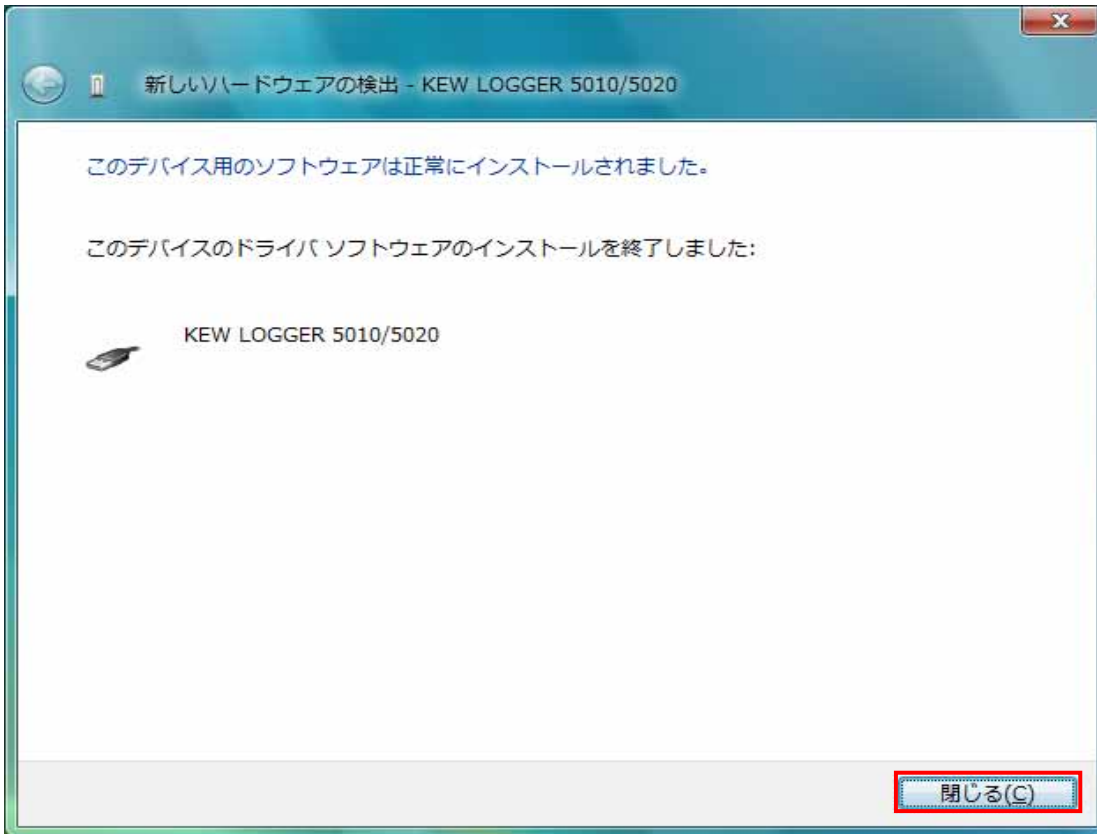 新しいハードウェアの検出 - KEW LOGGER 5010/5020
このデバイス用のソフトウェアは正常にインストールされました。
このデバイスのドライバ ソフトウェアのインストールを終了しました:
KEW LOGGER 5010/5020
閉じる(C)